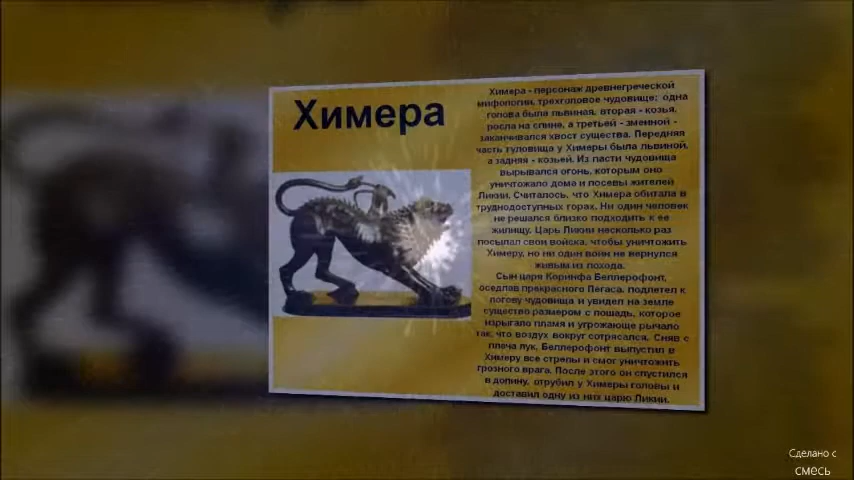 Химера
Химера - персонаж древнегреческой
мифологии, трехголовое чудовище: одна
голова была львиная, вторая - козья,
росла на спине, а третьей - змеиной -
заканчивался хвост существа. Передняя
часть туловища у Химеры была львиной,
а задняя - козьей. Из пасти чудовища
вырывался огонь, которым оно
уничтожало дома и посевы жителей
Ликии. Считалось, что Химера обитала в
труднодоступных горах. Ни один человек
не решался близко подходить к ее
жилищу. Царь Ликии несколько раз
посылал свои войска, чтобы уничтожить
Химеру, но ни один воин не вернулся
живым из похода.
Сын царя Коринфа Беллерофонт,
оседлав прекрасного Пегаса, подлетел к
логову чудовища и увидел на земле
существо размером с лошадь, которое
изрыгало пламя и угрожающе рычало
так, что воздух вокруг сотрясался. Сняв с
плеча лук, Беллерофонт выпустил в
Химеру все стрелы и смог уничтожить
грозного врага. После этого он спустился
в долину, отрубил у Химеры головы и
доставил одну из них царю Ликии.
Сделано с
смесь